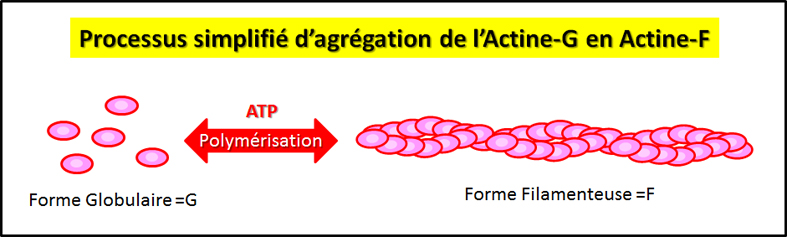 Processus simplifié d'agrégation de l'Actine-G en Actine-F
ATP
Polymérisation
Forme Globulaire =G
Forme Filamenteuse =F